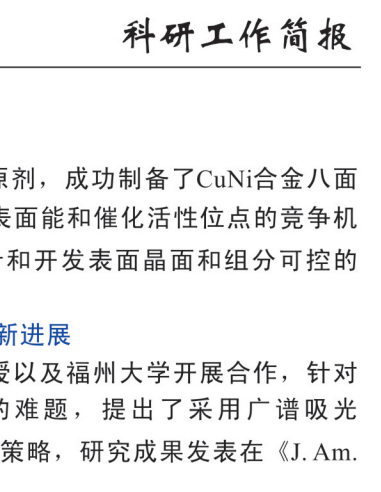 科研工作简报
原剂，成功制备了CuNi合金八面
表面能和催化活性位点的竞争机
和开发表面晶面和组分可控的
新进展
授以及福州大学开展合作，针对
的难题，提出了采用广谱吸光
策略，研究成果发表在《J. Am.